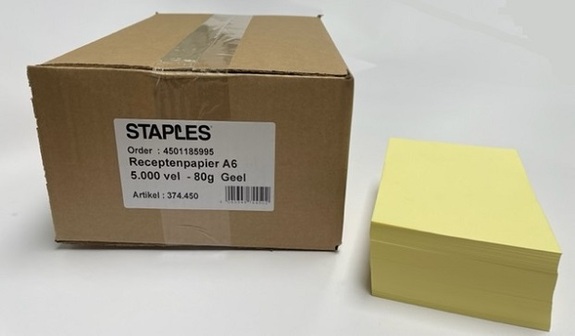 STAPLES
Order : 4501185995
Receptenpapier A6
5.000 vel - 80g Geel
Artikel : 374.450